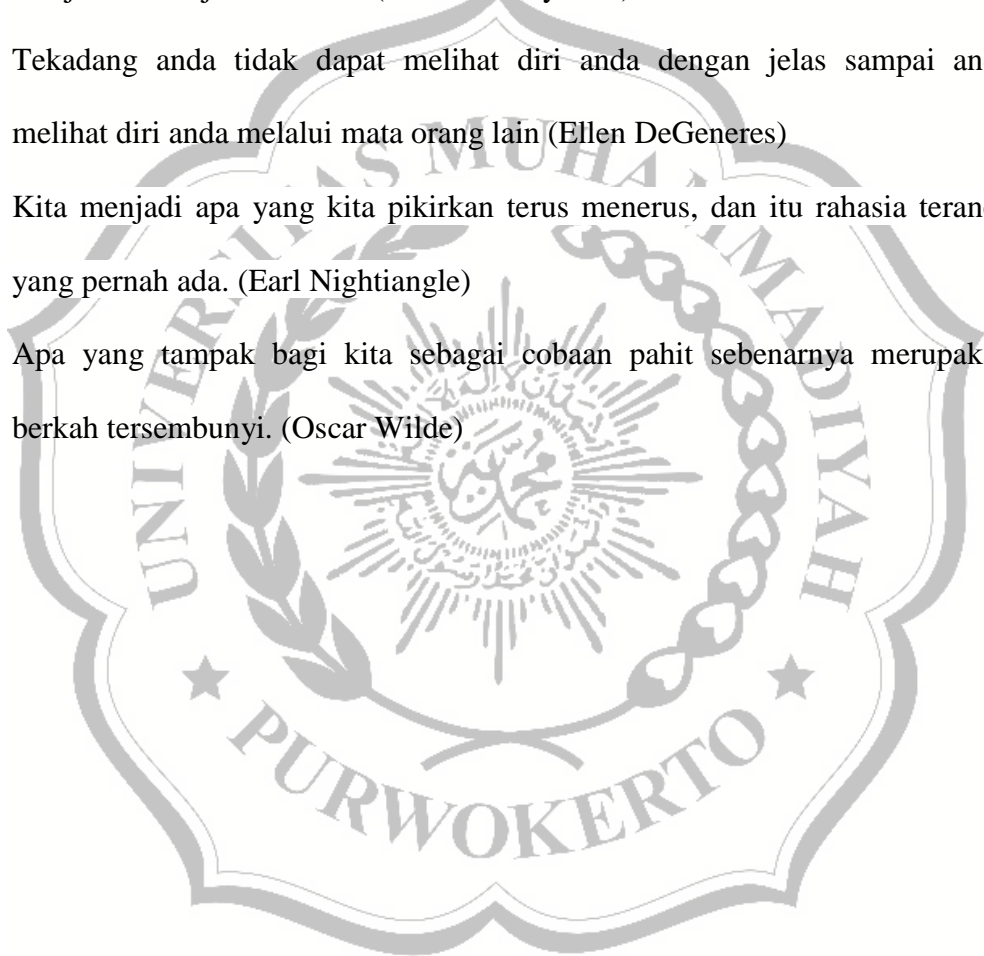 Tekadang anda tidak dapat melihat diri anda dengan jelas sampai an
melihat diri anda melalui mata orang lain (Ellen DeGeneres)
Kita menjadi apa yang kita pikirkan terus menerus, dan itu rahasia teran
yang pernah ada. (Earl Nightiangle)
Apa yang tampak bagi kita sebagai cobaan pahit sebenarnya merupak
berkah tersembunyi. (Oscar Wilde)
UNIVERSITAS MUHAMMADIYAH
PURWOKERTO